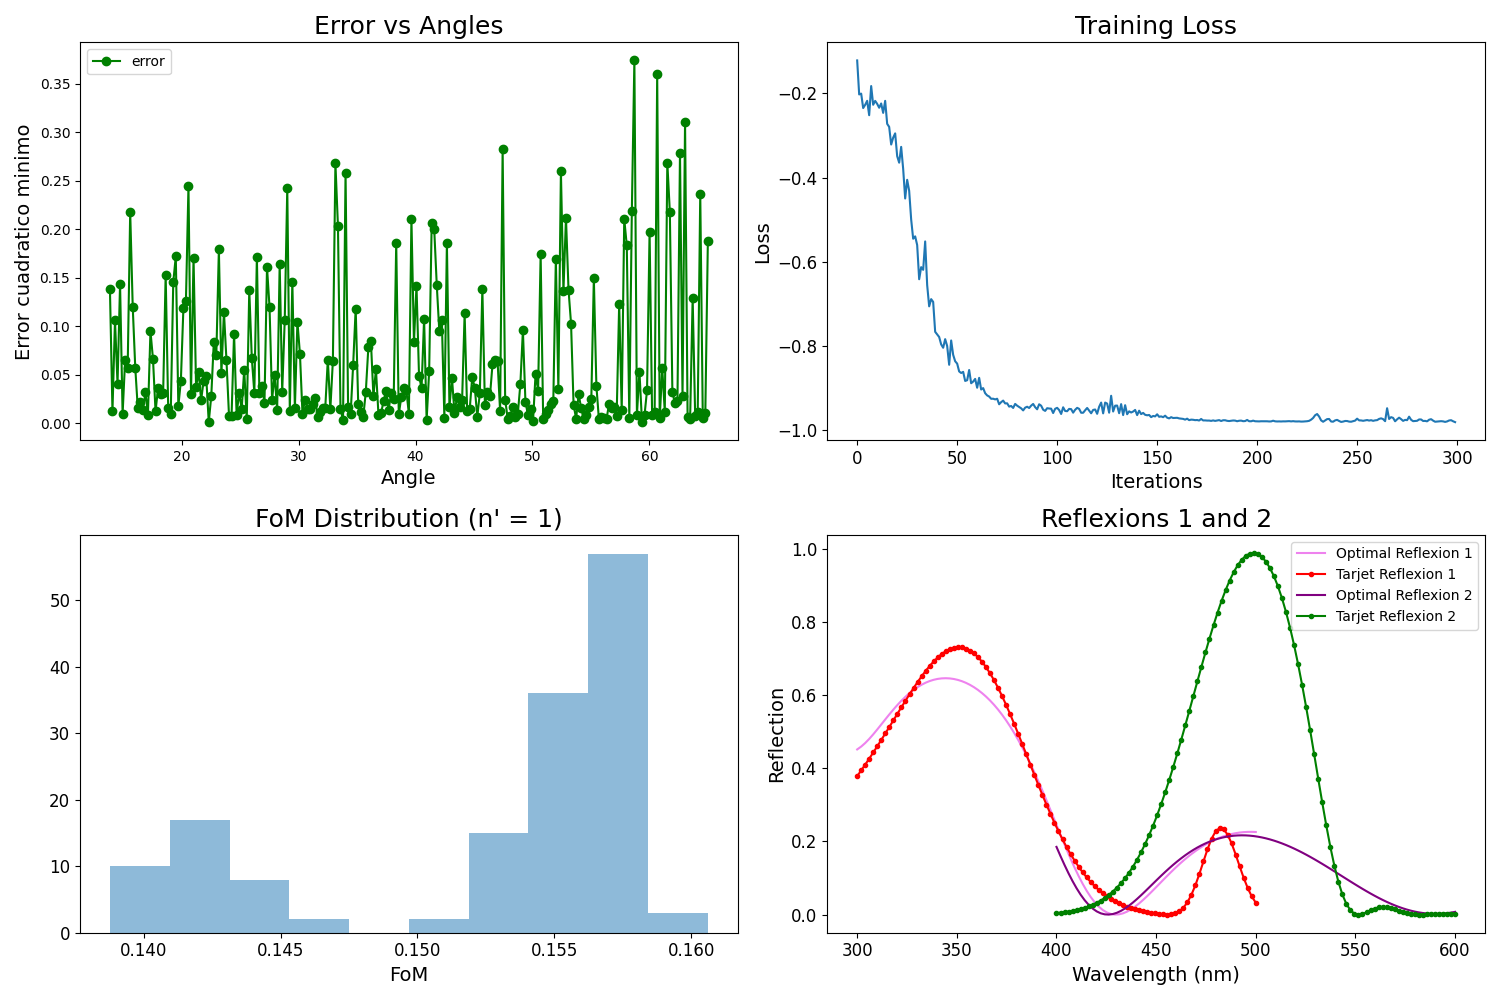 Error vs Angles
error
Error cuadratico minimo
0.35
0.30
0.25
0.20
0.15
0.10
0.05
0.00
20 30 40 50 60
Angle
Training Loss
Loss
−0.2
−0.4
−0.6
−0.8
−1.0
0 50 100 150 200 250 300
Iterations
FoM Distribution (n' = 1)
50
40
30
20
10
0
0.140 0.145 0.150 0.155 0.160
FoM
Reflexions 1 and 2
Optimal Reflexion 1
Tarjet Reflexion 1
Optimal Reflexion 2
Tarjet Reflexion 2
Reflection
1.0
0.8
0.6
0.4
0.2
0.0
300 350 400 450 500 550 600
Wavelength (nm)